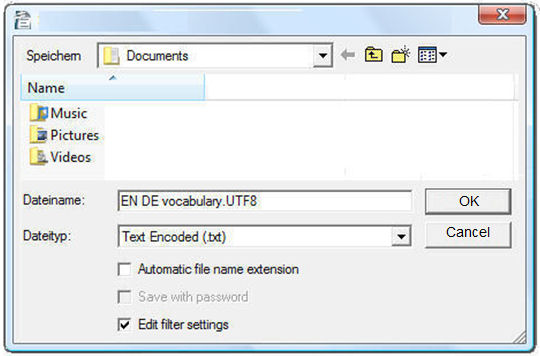 X
Speichern
Documents
Name
Music
Pictures
Videos
Dateiname:
EN DE vocabulary.UTF8
OK
Dateityp:
Text Encoded (.txt)
Cancel
Automatic file name extension
Save with password
Edit filter settings